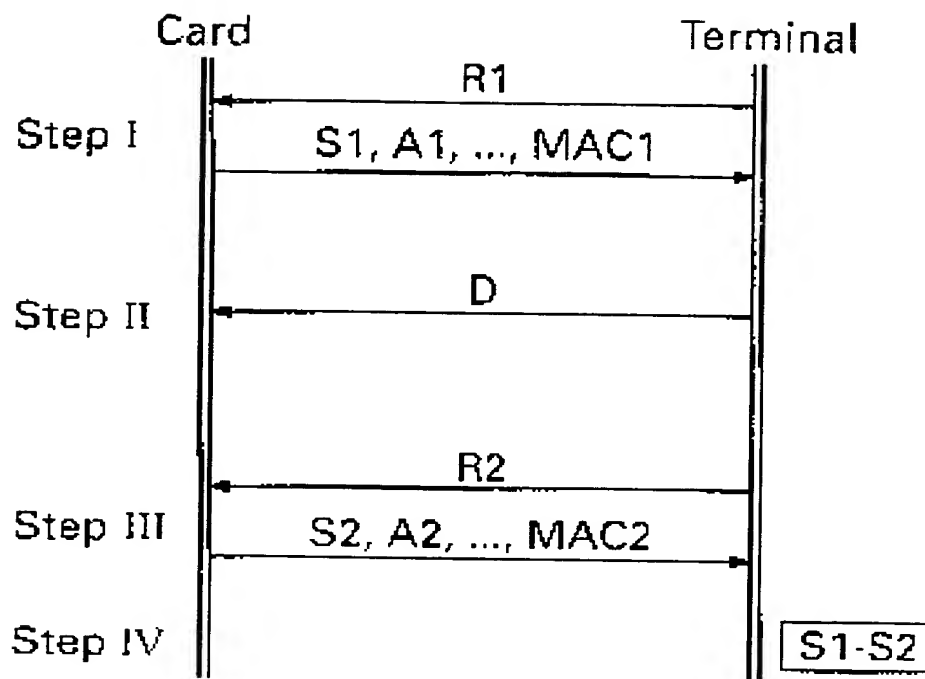 Card
Terminal
R1
Step I
S1, A1, ..., MAC1
D
Step II
R2
Step III
S2, A2, ..., MAC2
Step IV
S1-S2